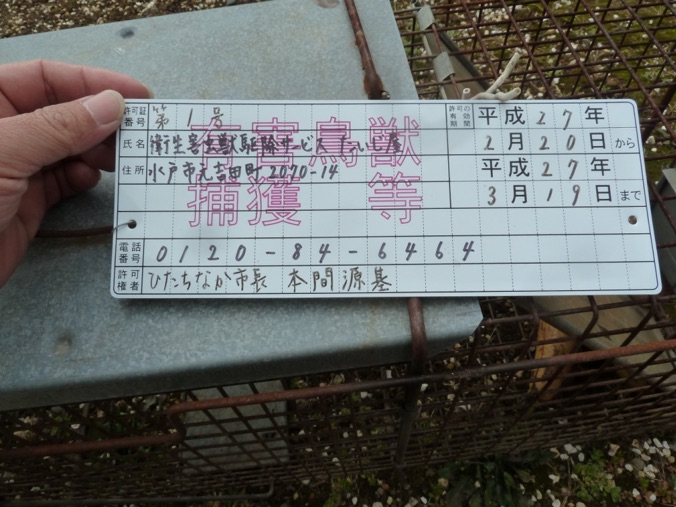 許可証番号 第1号
有害鳥獣捕獲等
氏名 衛生害虫獣駆除サービス たいじ屋
住所 水戸市元吉田町2070-14
許可の有効期間 平成27年
2月20日から
平成27年
3月19日まで
電話番号 0120-84-6464
許可権者 ひたちなか市長 本間源基